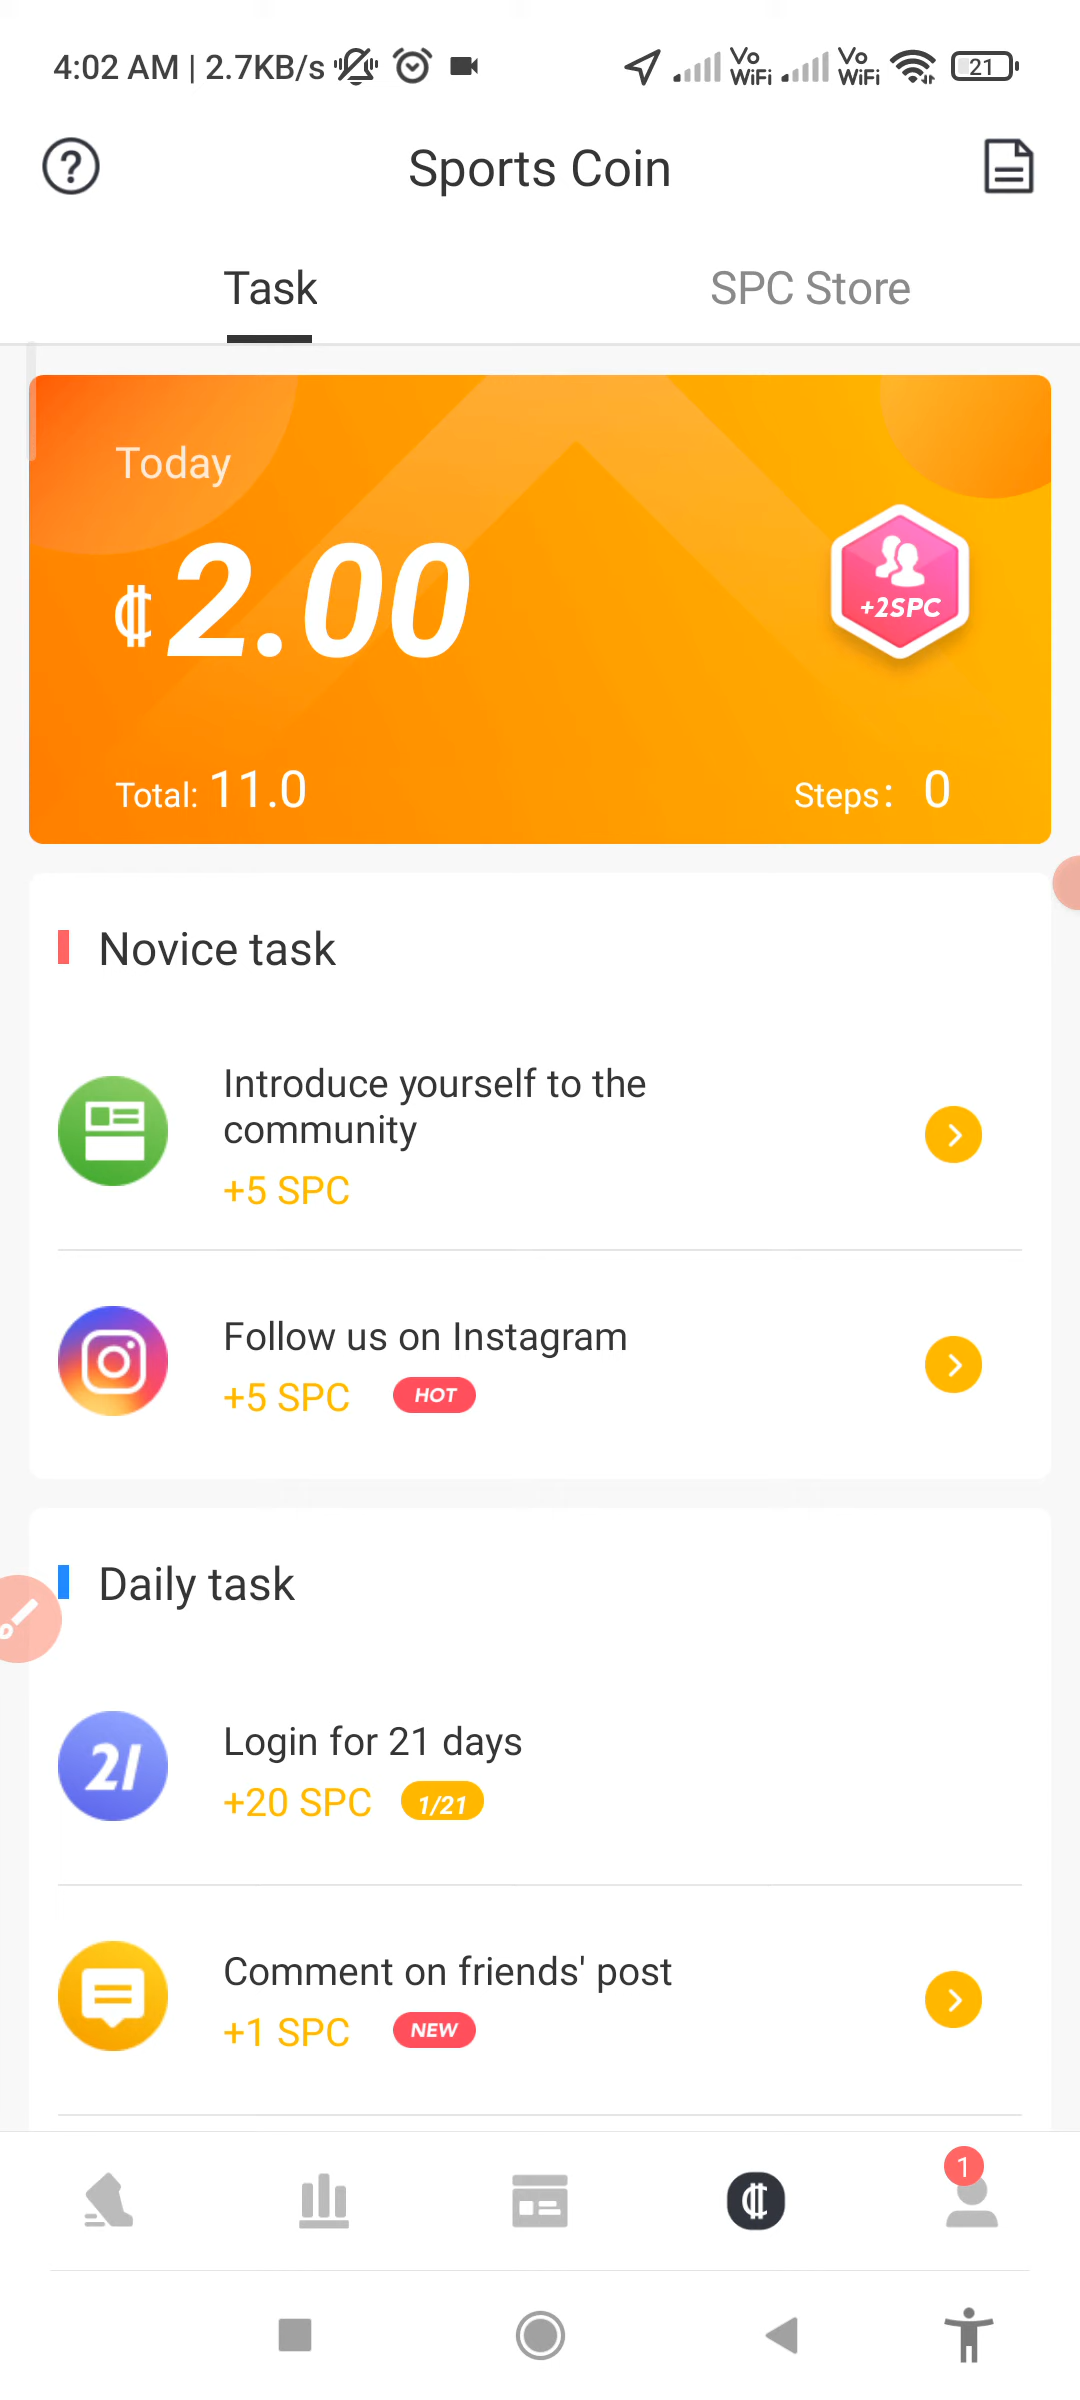 4:02 AM | 2.7KB/s
Vo WiFi Vo WiFi 21
?
Sports Coin
Task
SPC Store
Today
₵2.00
+2SPC
Total: 11.0
Steps: 0
Novice task
Introduce yourself to the
community
+5 SPC
Follow us on Instagram
+5 SPC HOT
Daily task
21
Login for 21 days
+20 SPC 1/21
Comment on friends' post
+1 SPC NEW
1